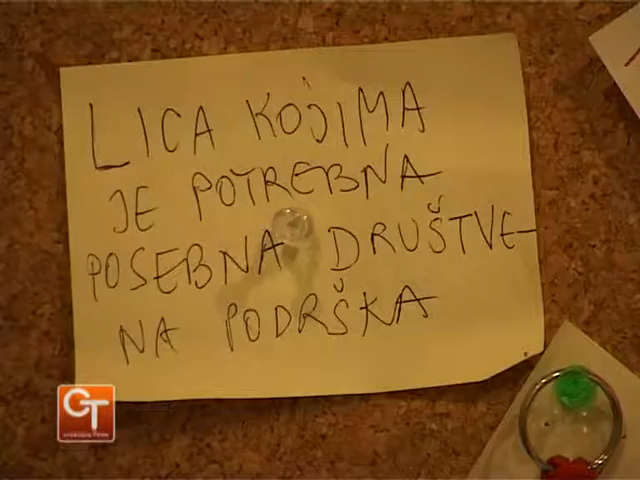 LICA KOJIMA
JE POTREBNA
POSEBNA DRUŠTVE-
NA PODRŠKA
GT